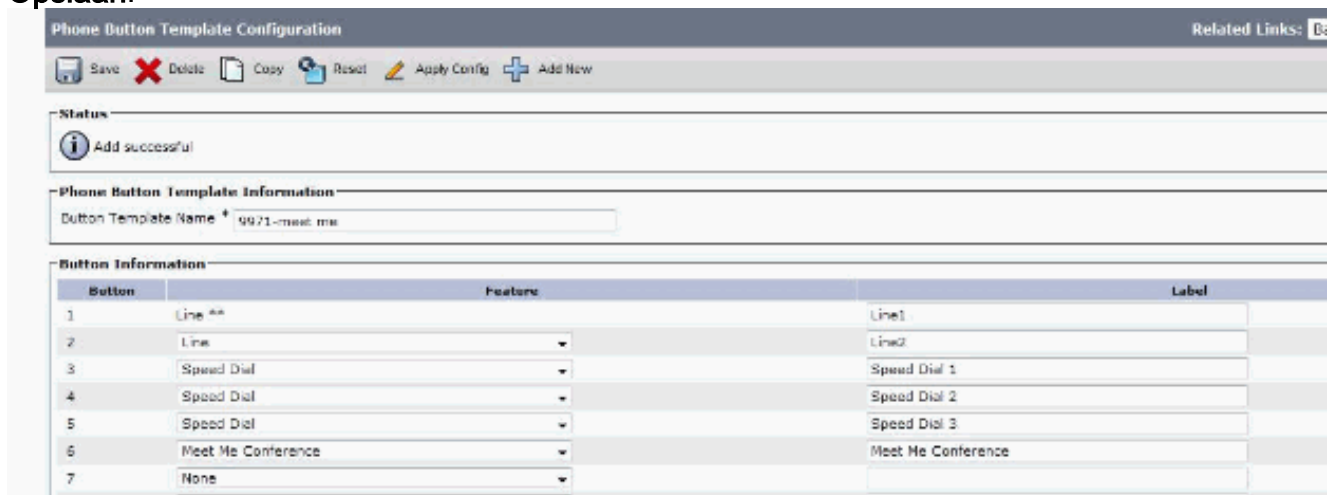 Opslaan.
Phone Button Template Configuration Related Links: Ba
Save Delete Copy Reset Apply Config Add New
Status
Add successful
Phone Button Template Information
Button Template Name * 9971-meet me
Button Information
Button Feature Label
1 Line ** Line1
2 Line Line2
3 Speed Dial Speed Dial 1
4 Speed Dial Speed Dial 2
5 Speed Dial Speed Dial 3
6 Meet Me Conference Meet Me Conference
7 None